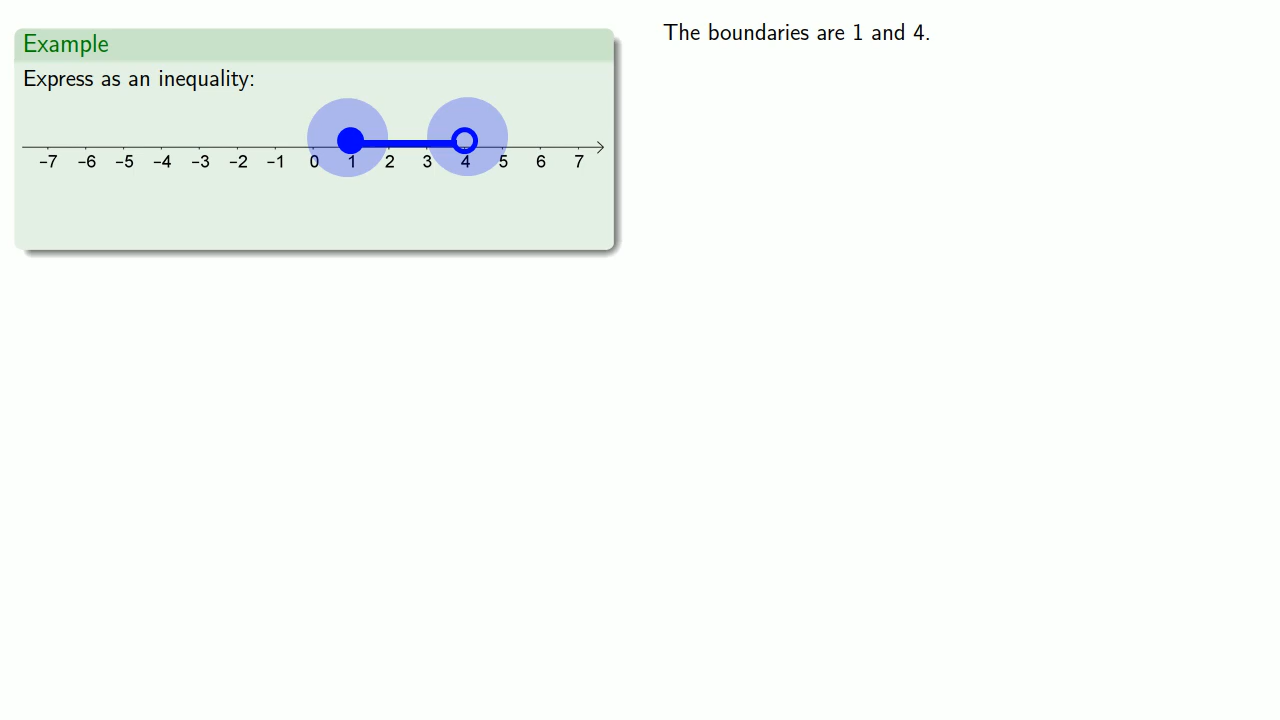 Example
Express as an inequality:
−7 −6 −5 −4 −3 −2 −1 0 1 2 3 4 5 6 7
The boundaries are 1 and 4.